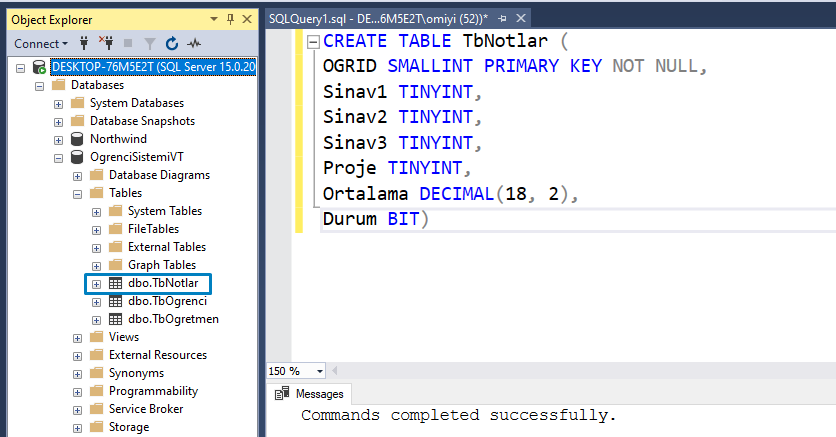 Object Explorer
Connect
DESKTOP-76M5E2T (SQL Server 15.0.20
Databases
System Databases
Database Snapshots
Northwind
OgrenciSistemiVT
Database Diagrams
Tables
System Tables
FileTables
External Tables
Graph Tables
dbo.TbNotlar
dbo.TbOgrenci
dbo.TbOgretmen
Views
External Resources
Synonyms
Programmability
Service Broker
Storage
SQLQuery1.sql - DE...6M5E2T\omiyi (52))*
CREATE TABLE TbNotlar (
OGRID SMALLINT PRIMARY KEY NOT NULL,
Sinav1 TINYINT,
Sinav2 TINYINT,
Sinav3 TINYINT,
Proje TINYINT,
Ortalama DECIMAL(18, 2),
Durum BIT)
150 %
Messages
Commands completed successfully.